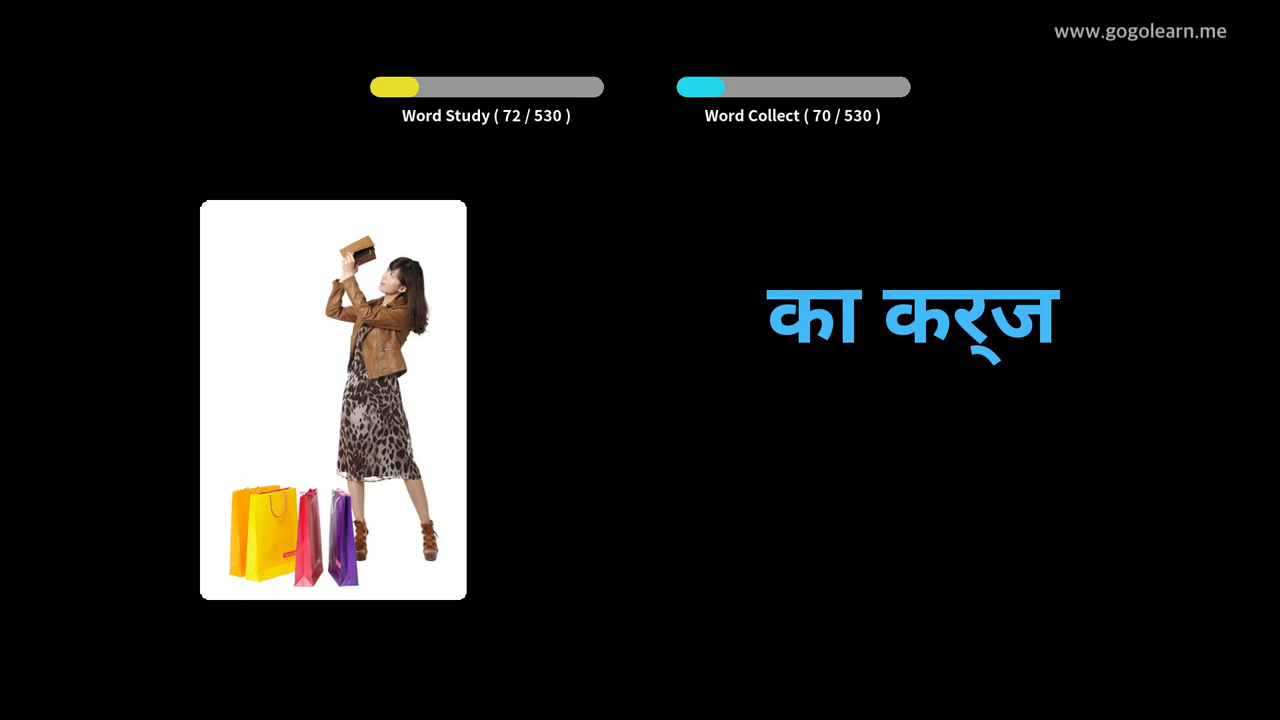 www.gogolearn.me
Word Study ( 72 / 530 )
Word Collect ( 70 / 530 )
का कर्‌ज